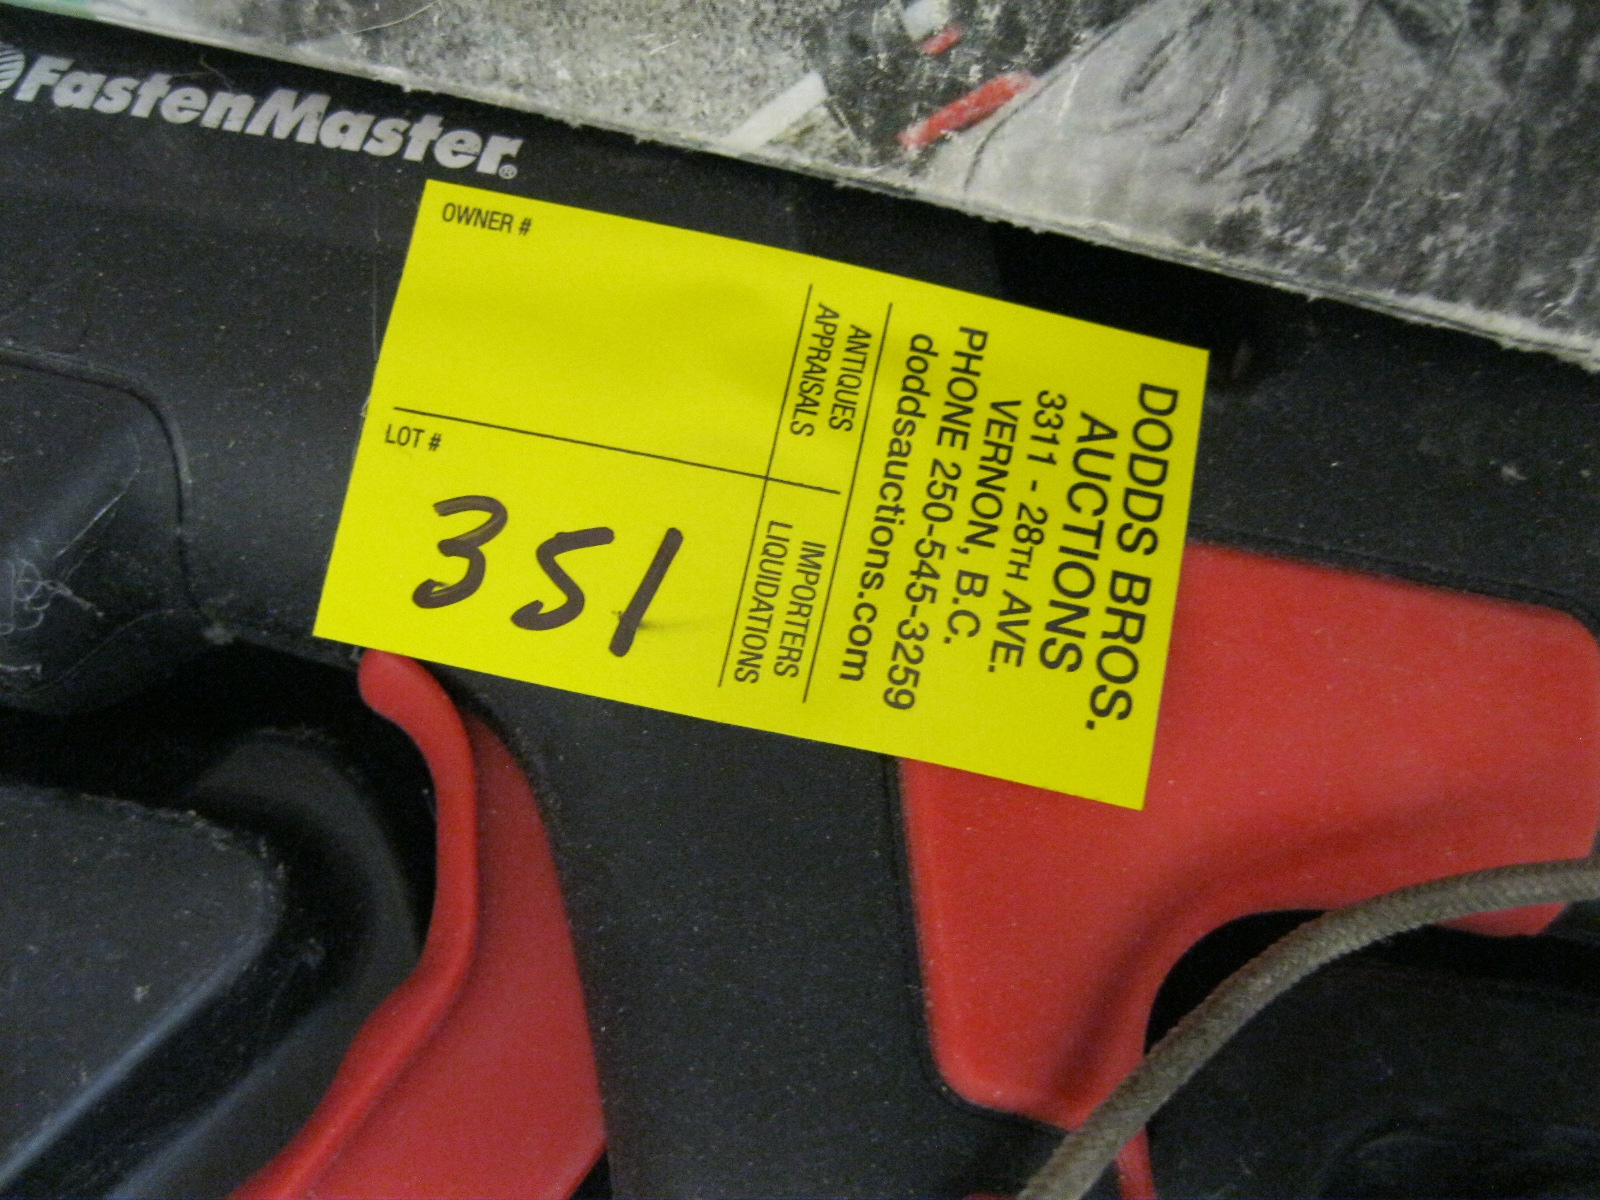 FastenMaster®
OWNER #
LOT #
351
DODDS BROS.
AUCTIONS
3311 - 28TH AVE.
VERNON, B.C.
PHONE 250-545-3259
doddsauctions.com
ANTIQUES
APPRAISALS
IMPORTERS
LIQUIDATIONS